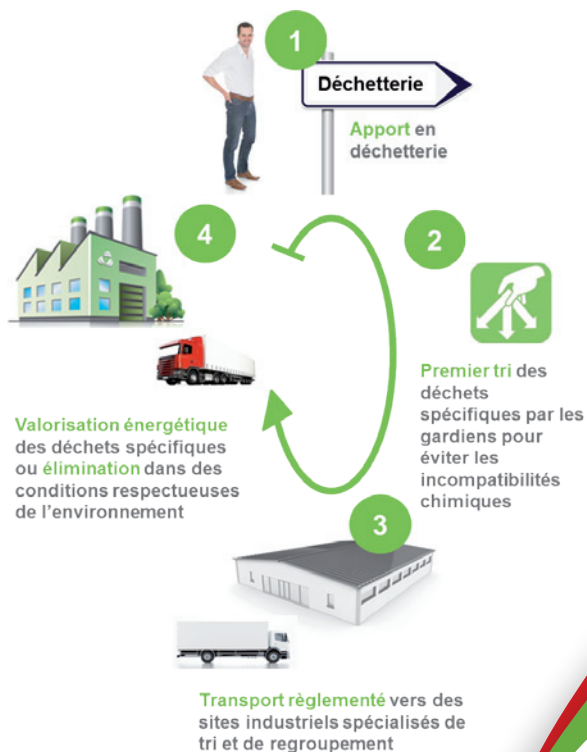 1
Déchetterie
Apport en
déchetterie
2
Premier tri des
déchets
spécifiques par les
gardiens pour
éviter les
incompatibilités
chimiques
3
Transport règlementé vers des
sites industriels spécialisés de
tri et de regroupement
4
Valorisation énergétique
des déchets spécifiques
ou élimination dans des
conditions respectueuses
de l'environnement